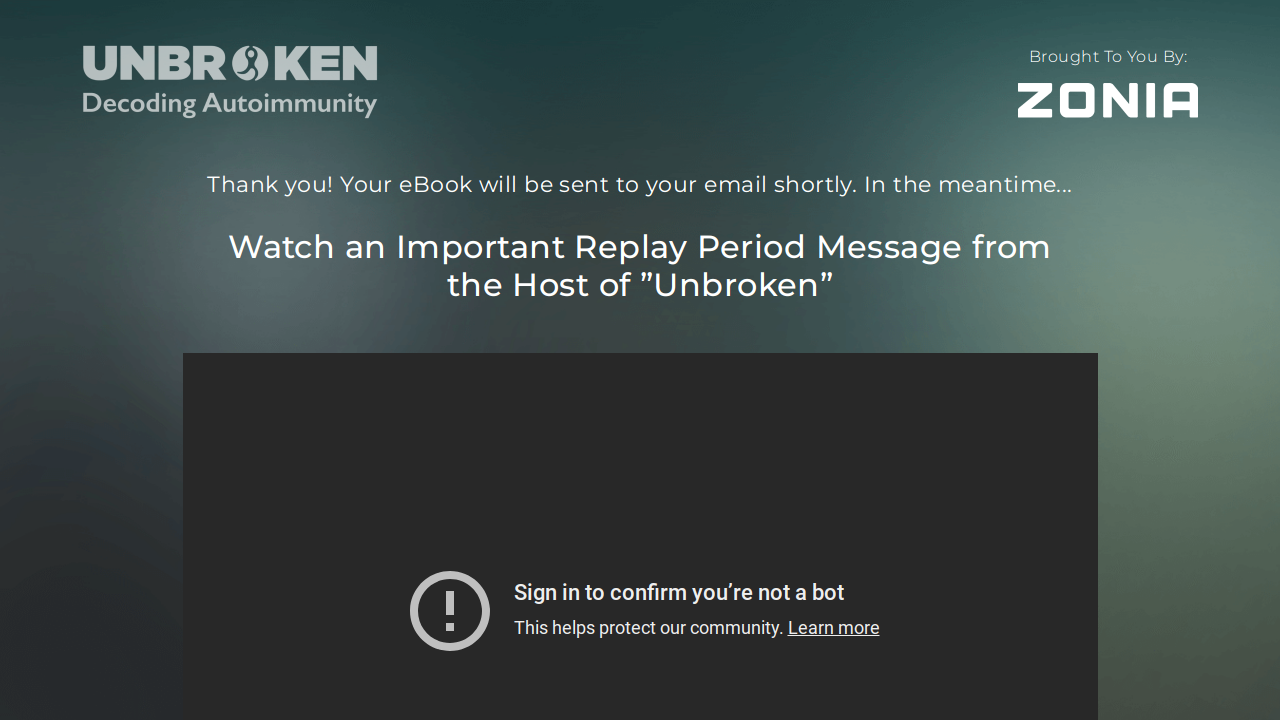 UNBROKEN
Decoding Autoimmunity
Brought To You By:
ZONIA
Thank you! Your eBook will be sent to your email shortly. In the meantime...
Watch an Important Replay Period Message from
the Host of ”Unbroken”
Sign in to confirm you’re not a bot
This helps protect our community. Learn more